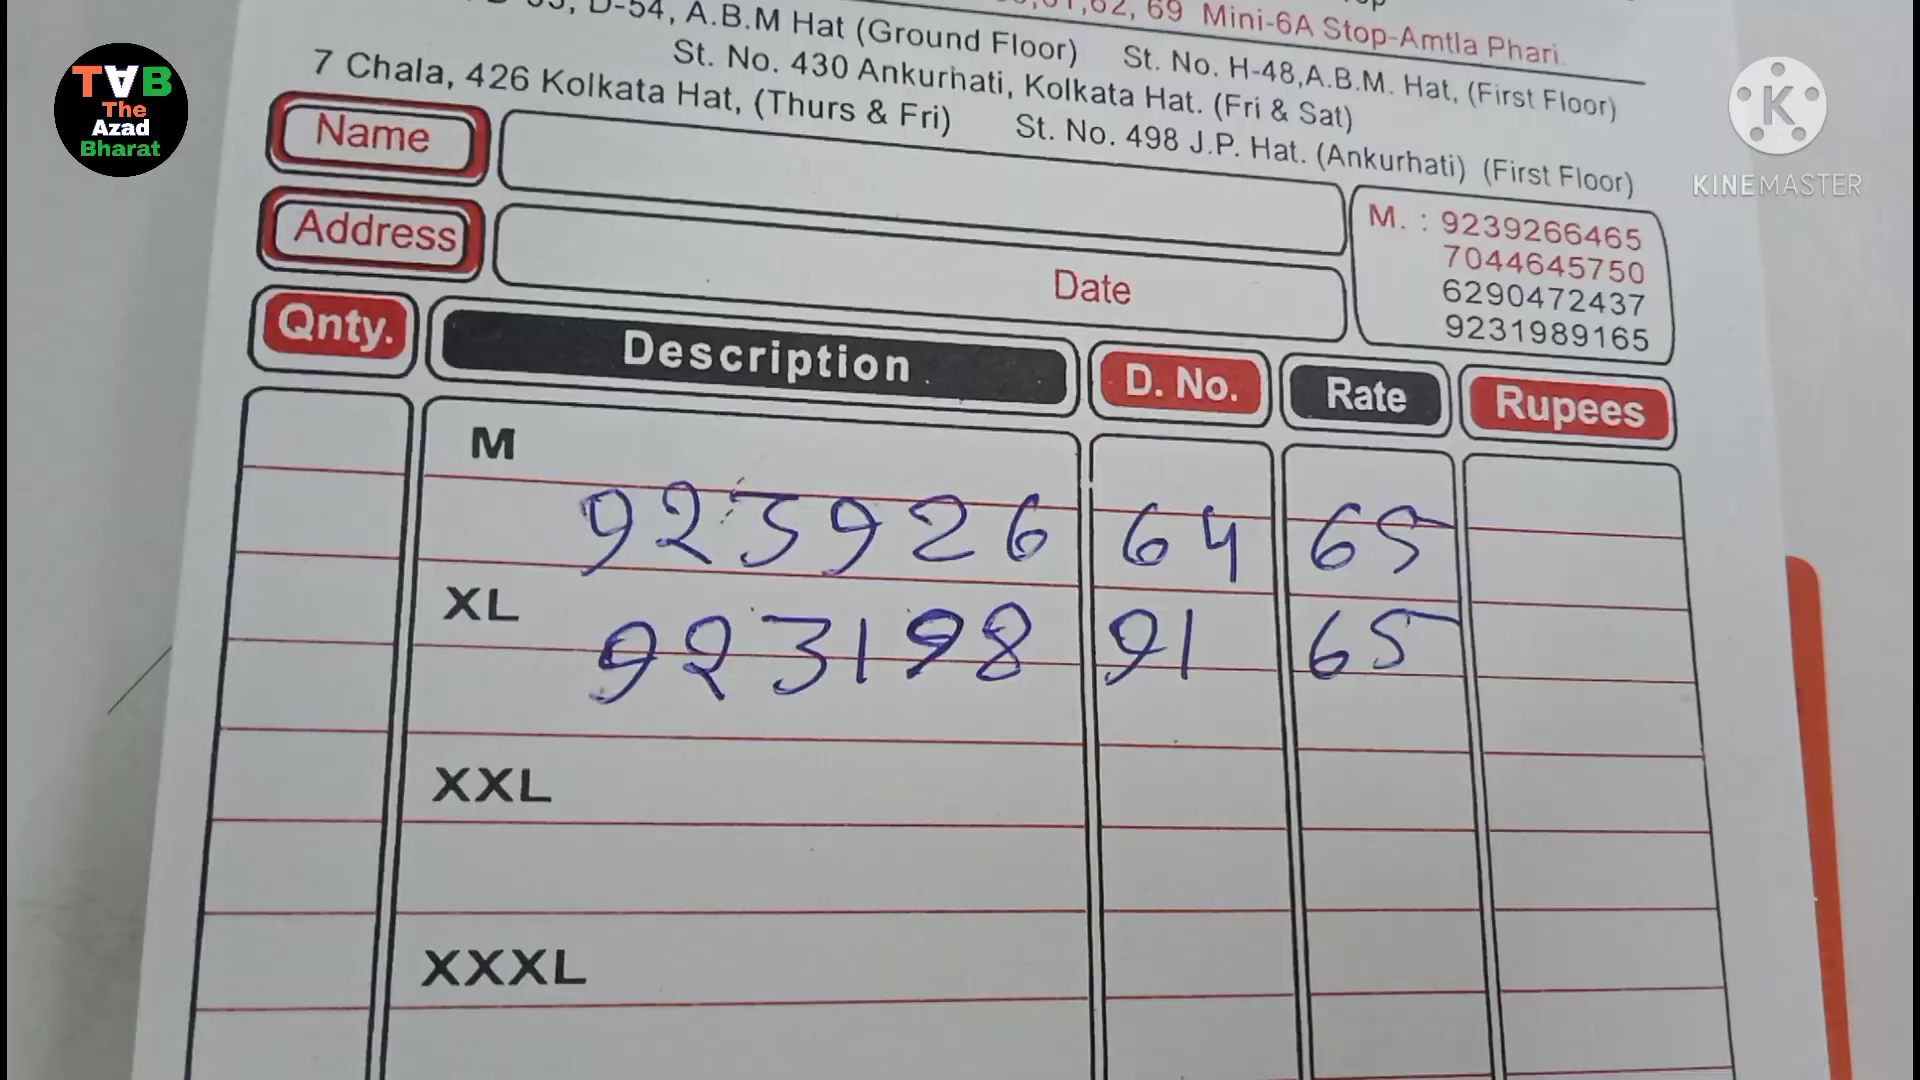 TAB
The
Azad
Bharat
62, 69 Mini-6A Stop-Amtla Phari.
D-54, A.B.M Hat (Ground Floor) St. No. H-48,A.B.M. Hat, (First Floor)
St. No. 430 Ankurhati, Kolkata Hat. (Fri & Sat)
7 Chala, 426 Kolkata Hat, (Thurs & Fri) St. No. 498 J.P. Hat. (Ankurhati) (First Floor)
KINEMASTER
Name
Address
Date
M. : 9239266465
7044645750
6290472437
9231989165
Qnty. Description D. No. Rate Rupees
M
923926 64 65
XL
923198 91 65
XXL
XXXL